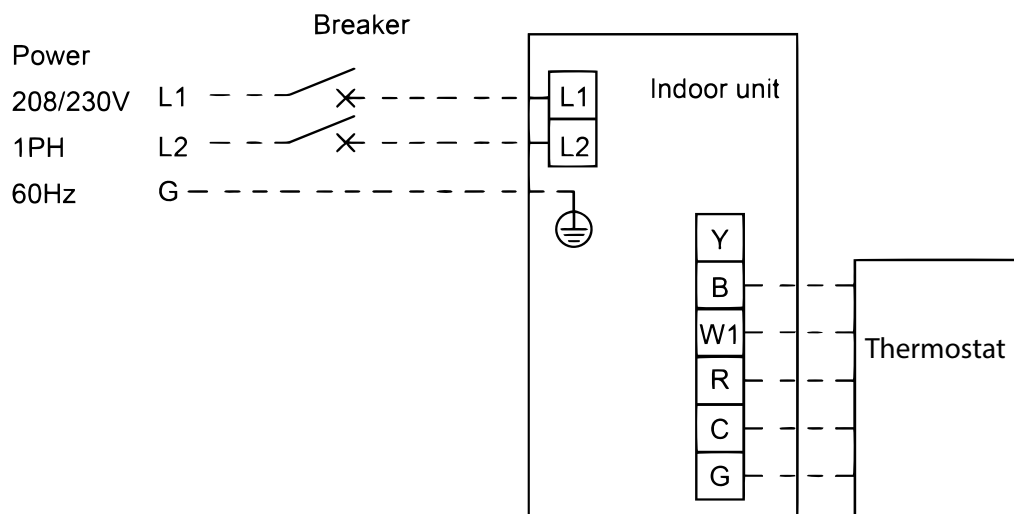 Breaker
Power
208/230V L1
1PH L2
60Hz G
L1
L2
Indoor unit
Y
B
W1
R
C
G
Thermostat